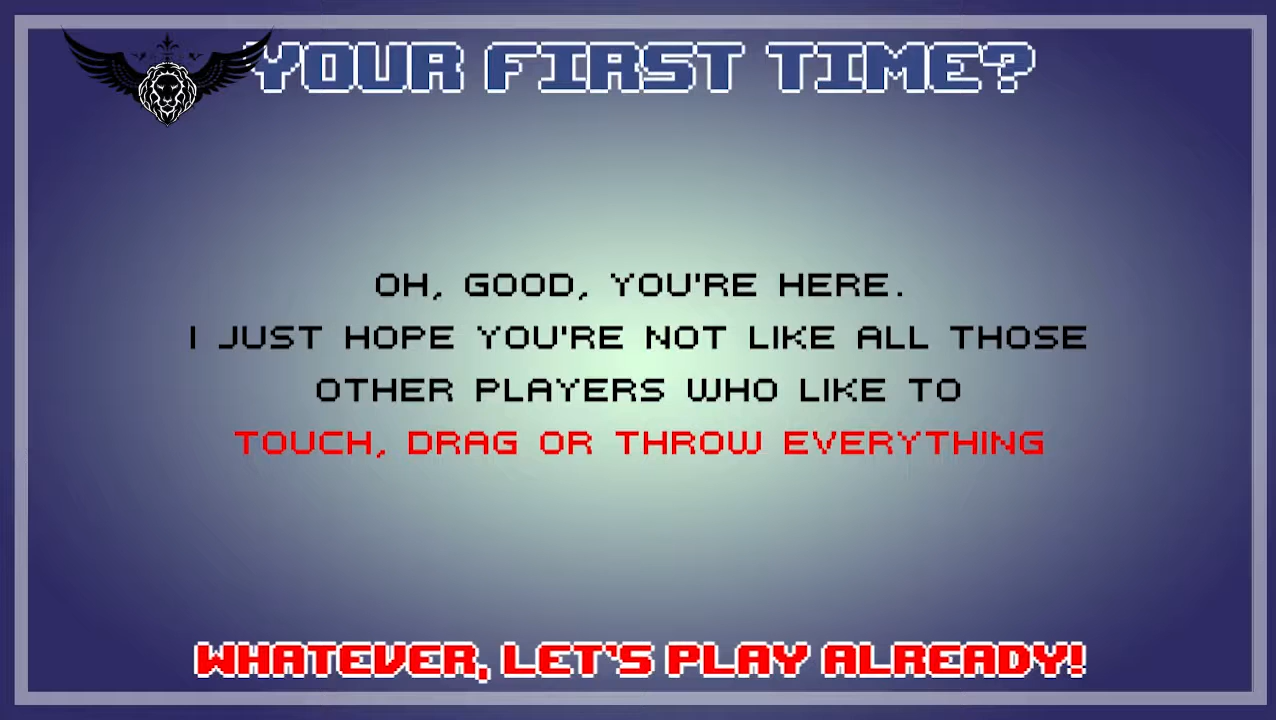 YOUR FIRST TIME?
OH, GOOD, YOU'RE HERE.
I JUST HOPE YOU'RE NOT LIKE ALL THOSE
OTHER PLAYERS WHO LIKE TO
TOUCH, DRAG OR THROW EVERYTHING
WHATEVER, LET'S PLAY ALREADY!